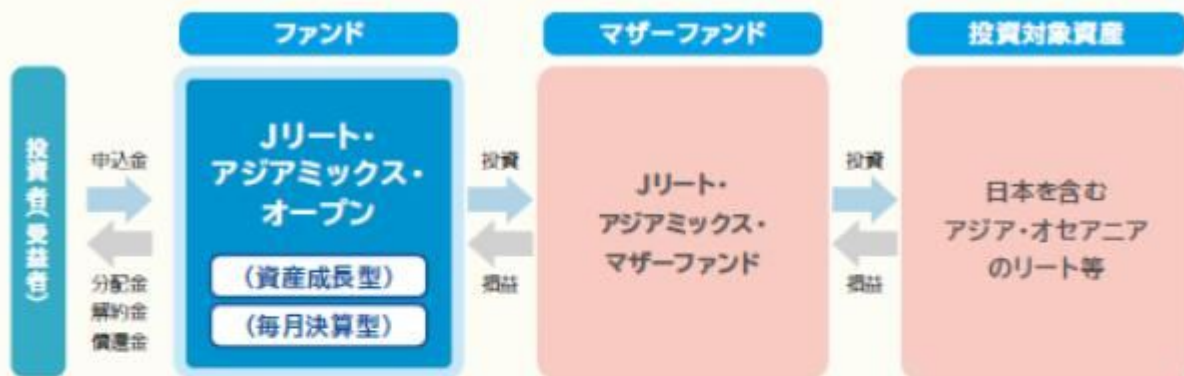 ファンド
マザーファンド
投資対象資産
投資者(受益者)
申込金
分配金
解約金
償還金
Jリート・
アジアミックス・
オープン
(資産成長型)
(毎月決算型)
投資
損益
Jリート・
アジアミックス・
マザーファンド
投資
損益
日本を含む
アジア・オセアニア
のリート等